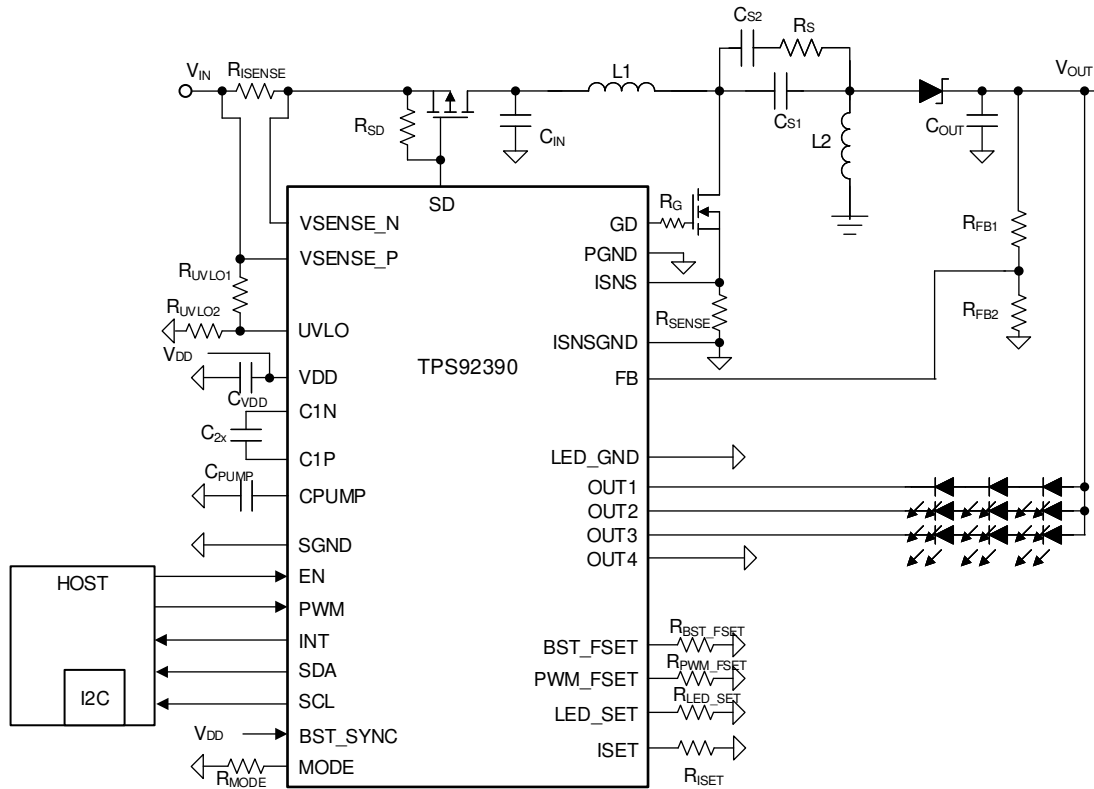 CS2
RS
VIN
RISENSE
L1
VOUT
RSD
CIN
CS1
COUT
L2
SD
RG
VSENSE_N
GD
RFB1
VSENSE_P
PGND
RUVLO1
ISNS
RUVLO2
RSENSE
RFB2
UVLO
ISNSGND
VDD
TPS92390
VDD
FB
CVDD
C1N
C2x
C1P
LED_GND
CPUMP
CPUMP
OUT1
OUT2
SGND
OUT3
OUT4
HOST
EN
PWM
INT
RBST_FSET
BST_FSET
SDA
RPWM_FSET
PWM_FSET
I2C
SCL
RLED_SET
LED_SET
VDD
BST_SYNC
ISET
MODE
RMODE
RISET